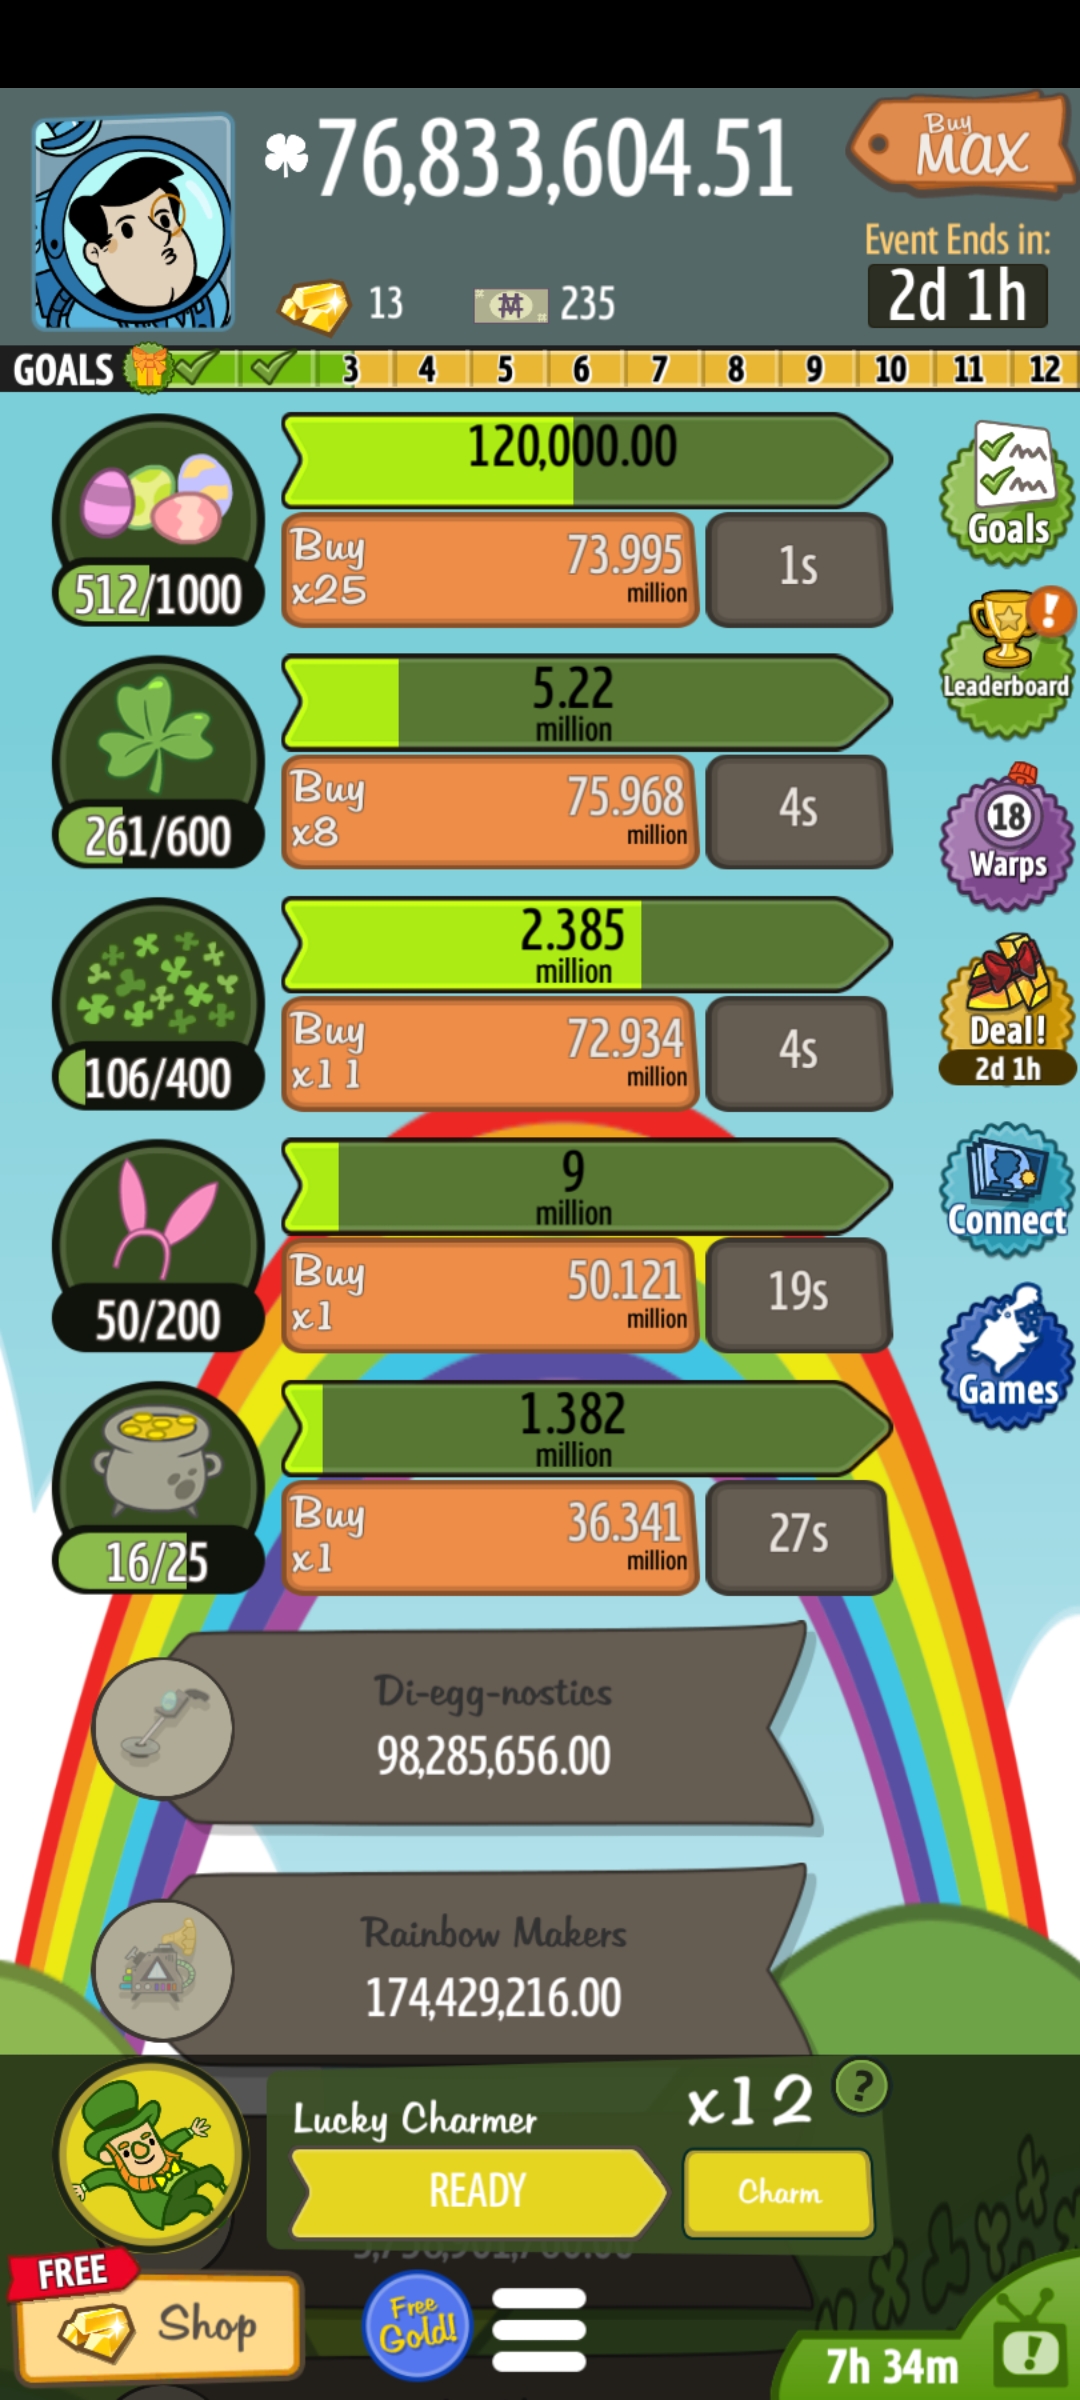 76,833,604.51
Buy
MAX
Event Ends in:
2d 1h
13
235
GOALS 3 4 5 6 7 8 9 10 11 12
120,000.00
Buy
x25
73.995
million
1s
512/1000
Goals
5.22
million
Buy
x8
75.968
million
4s
261/600
!
Leaderboard
18
Warps
2.385
million
Buy
x11
72.934
million
4s
106/400
Deal!
2d 1h
9
million
Buy
x1
50.121
million
19s
50/200
Connect
1.382
million
Buy
x1
36.341
million
27s
16/25
Games
Di-egg-nostics
98,285,656.00
Rainbow Makers
174,429,216.00
Lucky Charmer
x12
?
READY
Charm
FREE
Shop
Free
Gold!
7h 34m
!